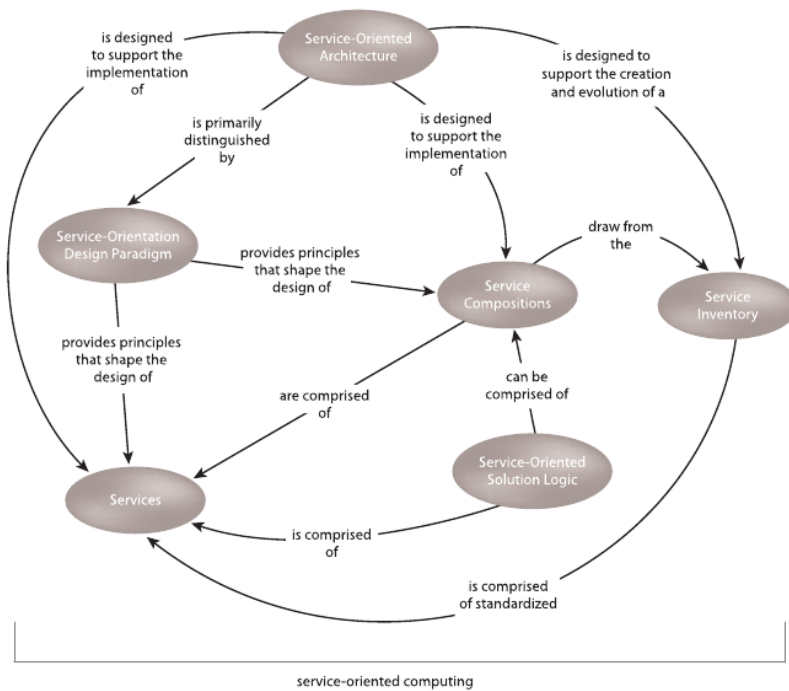 is designed
to support the
implementation
of
Service-Oriented
Architecture
is designed to
support the creation
and evolution of a
is primarily
distinguished
by
is designed
to support the
implementation
of
Service-Orientation
Design Paradigm
provides principles
that shape the
design of
draw from
the
Service
Compositions
Service
Inventory
provides principles
that shape the
design of
are comprised
of
can be
comprised of
Service-Oriented
Solution Logic
Services
is comprised
of
is comprised
of standardized
service-oriented computing